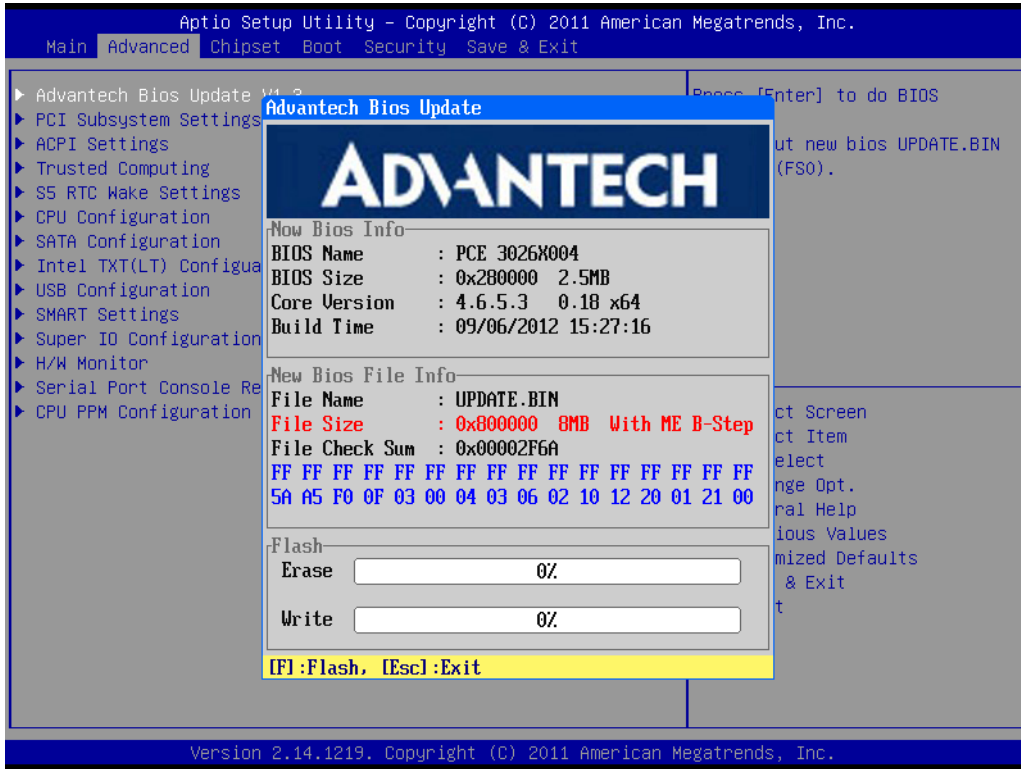 Aptio Setup Utility – Copyright (C) 2011 American Megatrends, Inc.
Main Advanced Chipset Boot Security Save & Exit
Advantech Bios Update
PCI Subsystem Settings
ACPI Settings
Trusted Computing
S5 RTC Wake Settings
CPU Configuration
SATA Configuration
Intel TXT(LT) Configua
USB Configuration
SMART Settings
Super IO Configuration
H/W Monitor
Serial Port Console Re
CPU PPM Configuration
Advantech Bios Update
ADVANTECH
Now Bios Info
BIOS Name : PCE 3026X004
BIOS Size : 0x280000 2.5MB
Core Version : 4.6.5.3 0.18 x64
Build Time : 09/06/2012 15:27:16
New Bios File Info
File Name : UPDATE.BIN
File Size : 0x800000 8MB With ME B-Step
File Check Sum : 0x00002F6A
FF FF FF FF FF FF FF FF FF FF FF FF FF FF FF FF
5A A5 F0 0F 03 00 04 03 06 02 10 12 20 01 21 00
Flash
Erase 0%
Write 0%
[F]:Flash, [Esc]:Exit
[Enter] to do BIOS
ut new bios UPDATE.BIN
(FS0).
ct Screen
ct Item
elect
nge Opt.
ral Help
ious Values
mized Defaults
& Exit
t
Version 2.14.1219. Copyright (C) 2011 American Megatrends, Inc.